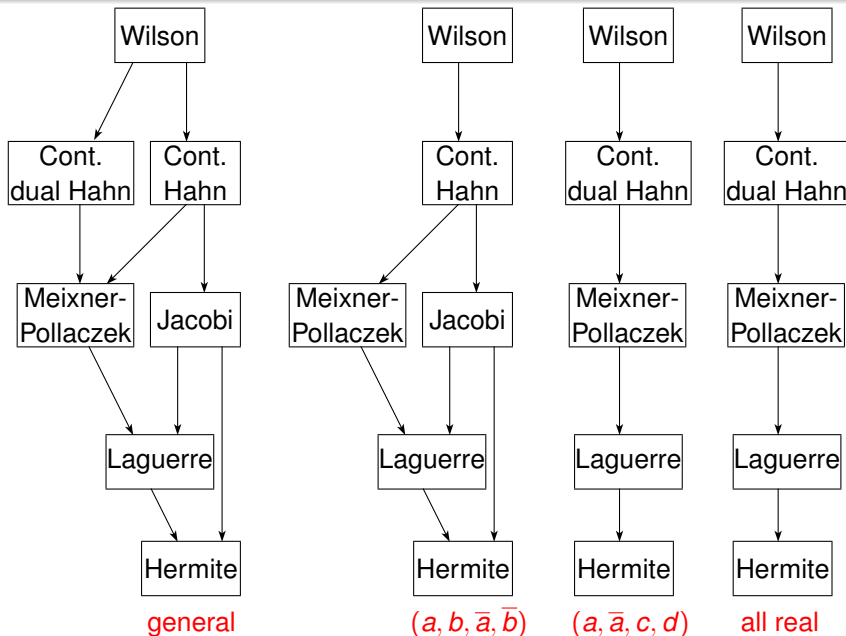 Wilson
Cont.
dual Hahn
Cont.
Hahn
Meixner-
Pollaczek
Jacobi
Laguerre
Hermite
general
Wilson
Cont.
Hahn
Meixner-
Pollaczek
Jacobi
Laguerre
Hermite
(a, b, a̅, b̅)
Wilson
Cont.
dual Hahn
Meixner-
Pollaczek
Laguerre
Hermite
(a, a̅, c, d)
Wilson
Cont.
dual Hahn
Meixner-
Pollaczek
Laguerre
Hermite
all real